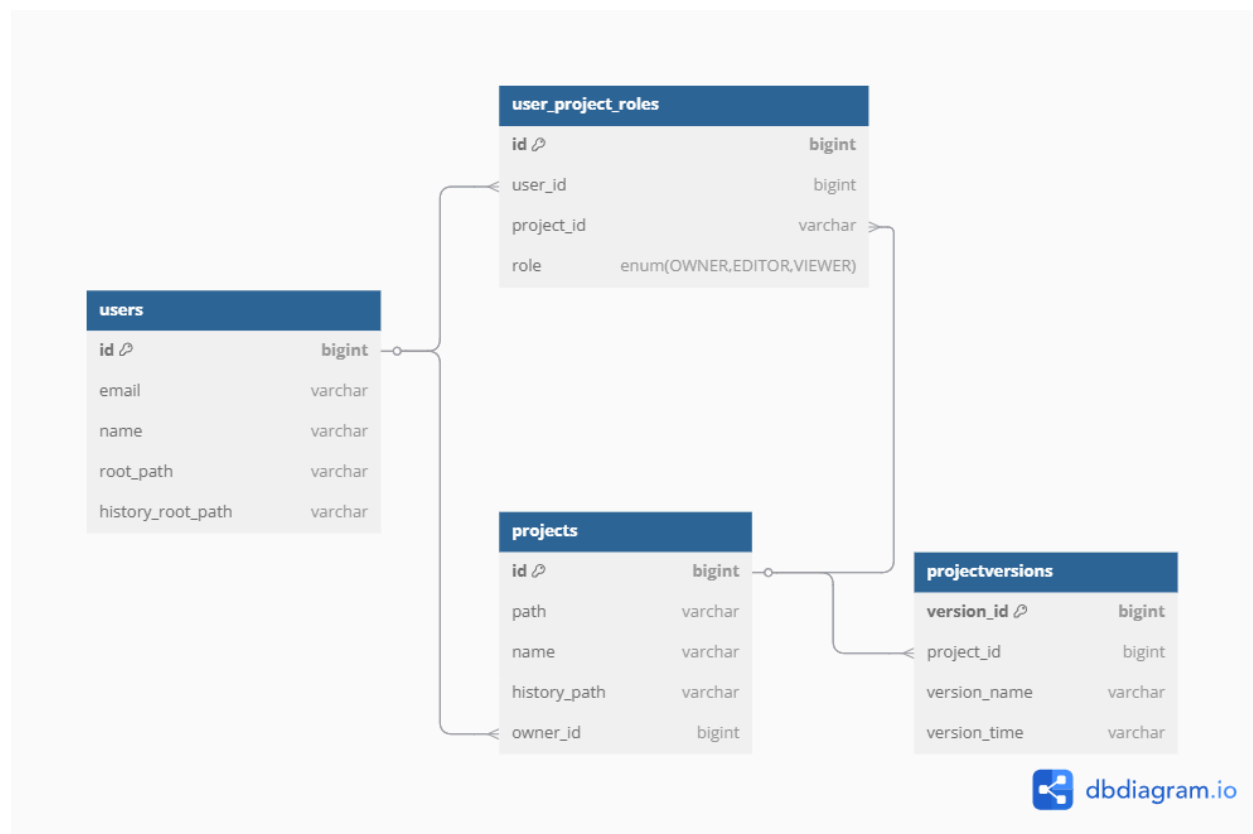 user_project_roles
id bigint
user_id bigint
project_id varchar
role enum(OWNER,EDITOR,VIEWER)
users
id bigint
email varchar
name varchar
root_path varchar
history_root_path varchar
projects
id bigint
path varchar
name varchar
history_path varchar
owner_id bigint
projectversions
version_id bigint
project_id bigint
version_name varchar
version_time varchar
dbdiagram.io